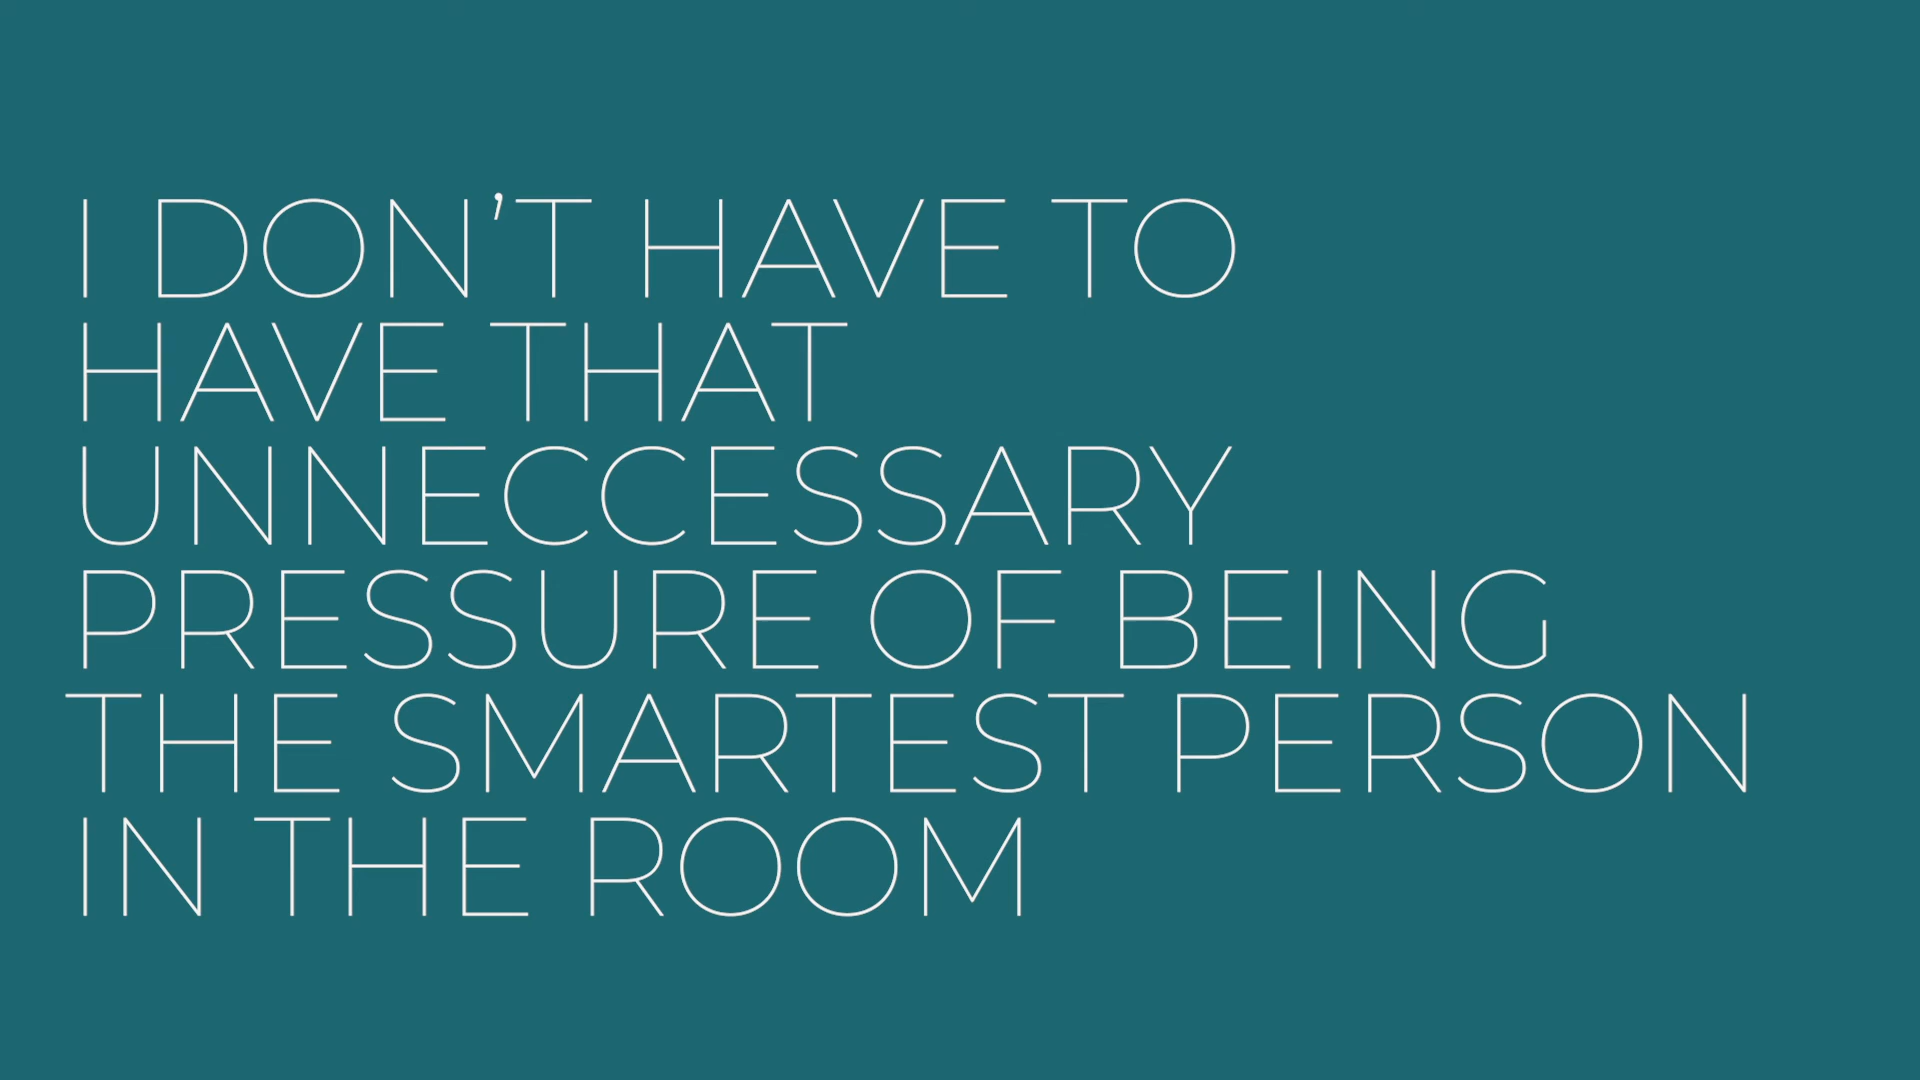 I DON’T HAVE TO
HAVE THAT
UNNECCESSARY
PRESSURE OF BEING
THE SMARTEST PERSON
IN THE ROOM